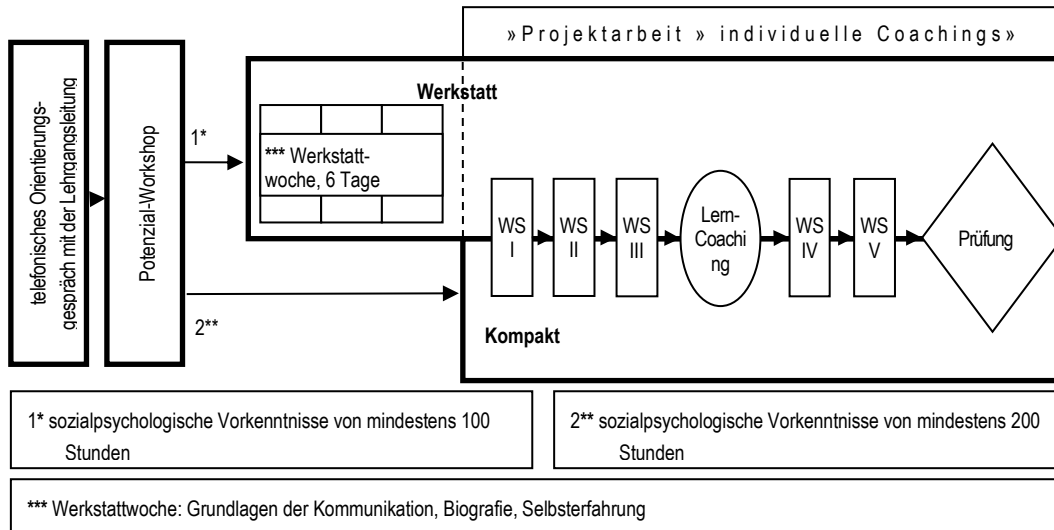 »Projektarbeit » individuelle Coachings»
telefonisches Orientierungs-
gespräch mit der Lehrgangsleitung
Potenzial-Workshop
1*
2**
Werkstatt
*** Werkstatt-
woche, 6 Tage
WS
I
WS
II
WS
III
Lern-
Coachi
ng
WS
IV
WS
V
Prüfung
Kompakt
1* sozialpsychologische Vorkenntnisse von mindestens 100
Stunden
2** sozialpsychologische Vorkenntnisse von mindestens 200
Stunden
*** Werkstattwoche: Grundlagen der Kommunikation, Biografie, Selbsterfahrung